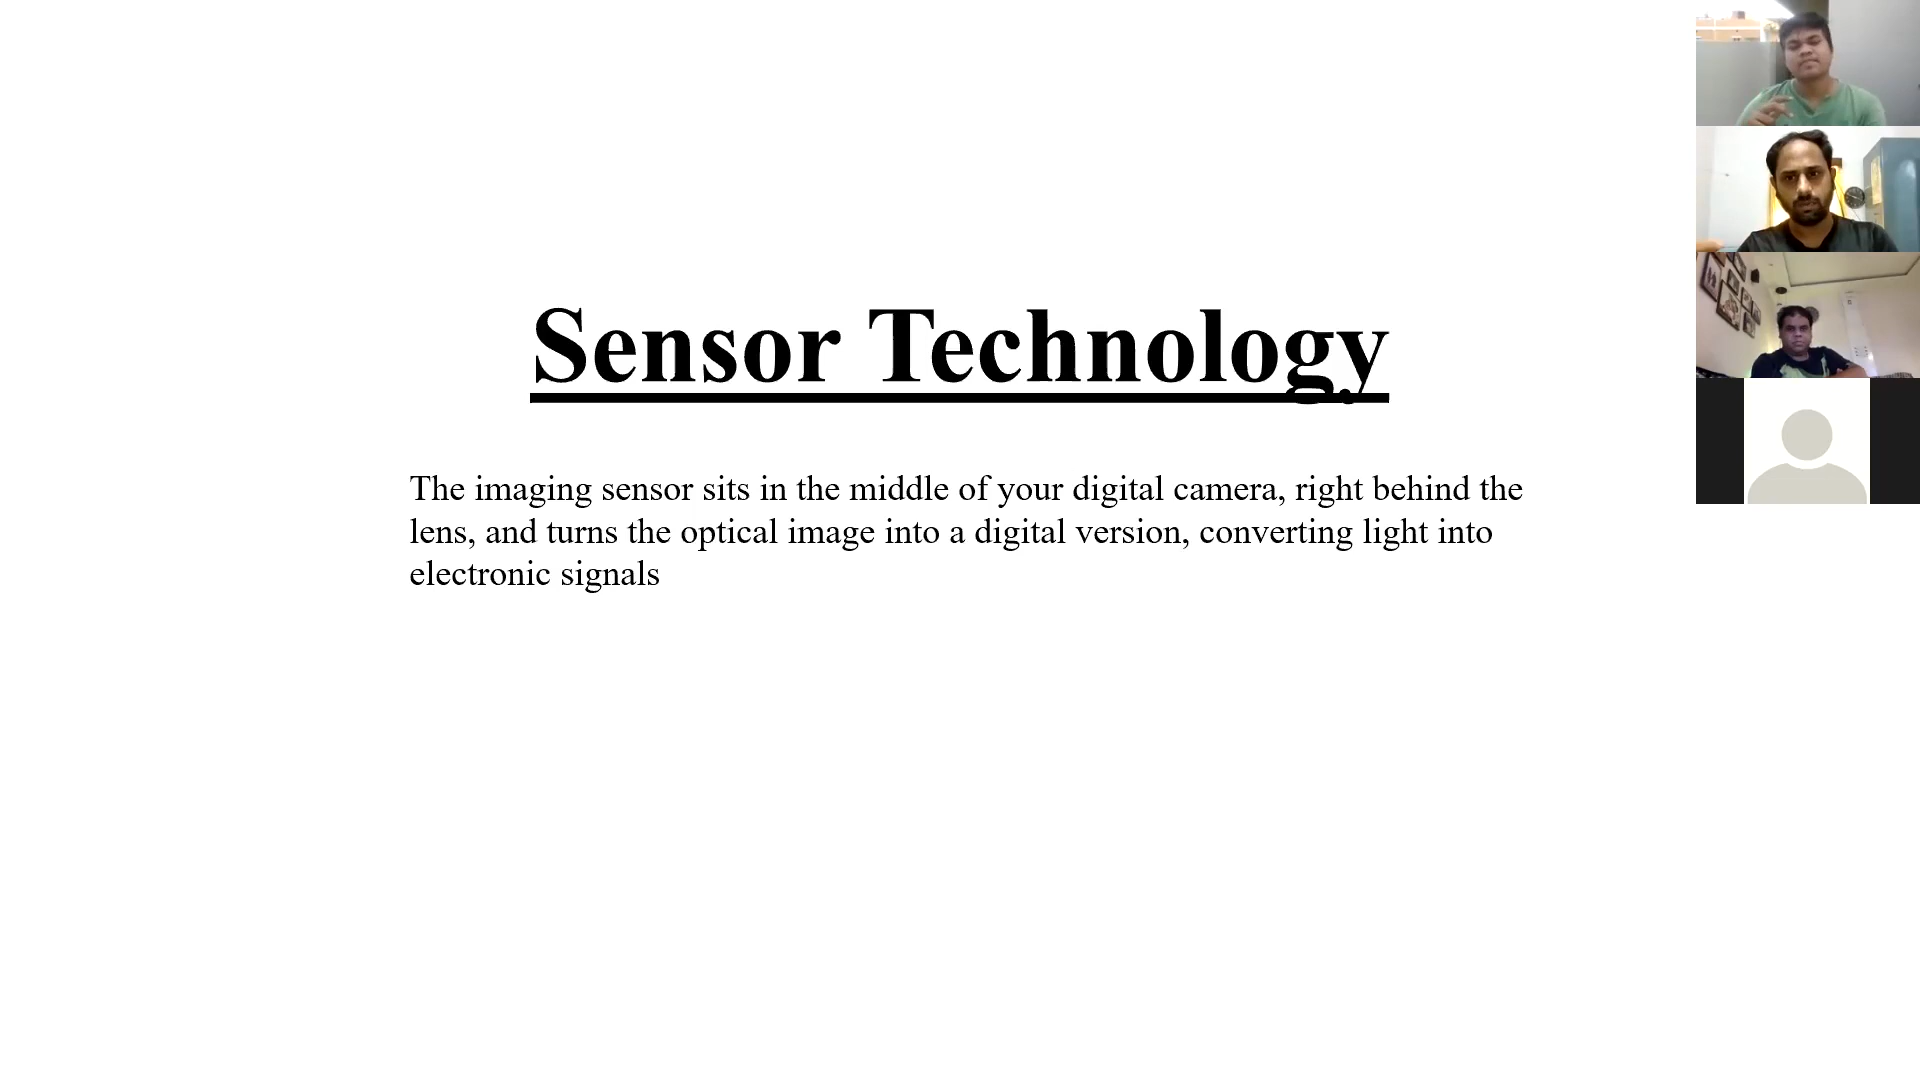 Sensor Technology
The imaging sensor sits in the middle of your digital camera, right behind the
lens, and turns the optical image into a digital version, converting light into
electronic signals